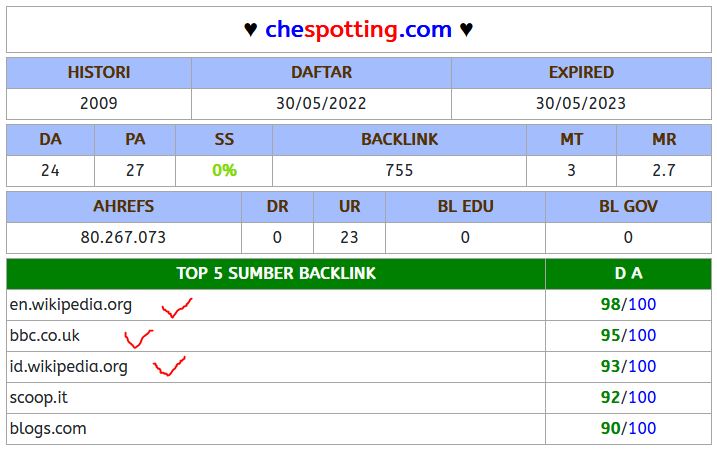 ♥ chespotting.com ♥
HISTORI DAFTAR EXPIRED
2009 30/05/2022 30/05/2023
DA PA SS BACKLINK MT MR
24 27 0% 755 3 2.7
AHREFS DR UR BL EDU BL GOV
80.267.073 0 23 0 0
TOP 5 SUMBER BACKLINK D A
en.wikipedia.org 98/100
bbc.co.uk 95/100
id.wikipedia.org 93/100
scoop.it 92/100
blogs.com 90/100